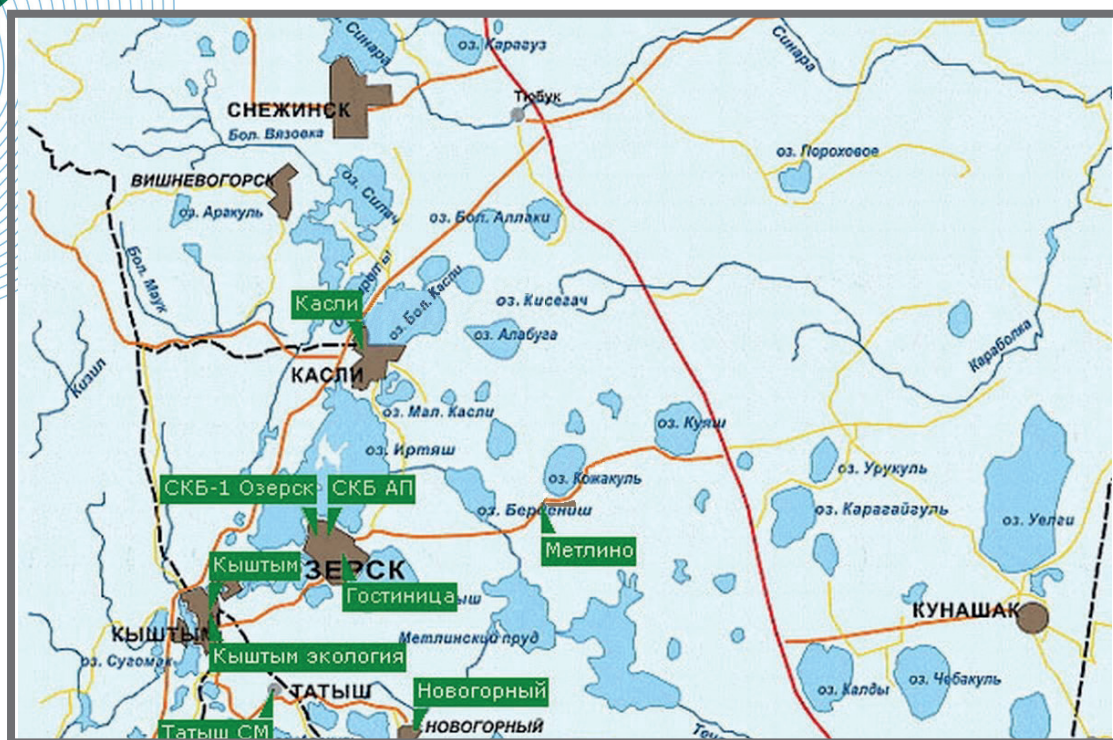 оз. Карагуз
Синара
Синара
Тюбук
СНЕЖИНСК
Бол. Вязовка
оз. Пороховое
ВИШНЕВОГОРСК
оз. Силач
оз. Аракуль
оз. Бол. Аллаки
Бол. Маук
Касли
оз. Бол. Касли
оз. Кисегач
оз. Алабуга
Караболка
Кизил
КАСЛИ
оз. Мал. Касли
оз. Куяш
оз. Иртяш
оз. Урукуль
оз. Кожакуль
СКБ-1 Озерск
СКБ АП
оз. Карагайгуль
оз. Уелги
Метлино
Кыштым
ЗЕРСК
Гостиница
ыш
КУНАШАК
КЫШТЫМ
Метлинский пруд
оз. Сугомак
Кыштым экология
оз. Чебакуль
оз. Калды
ТАТЫШ
Новогорный
Татыш СМ
НОВОГОРНЫЙ